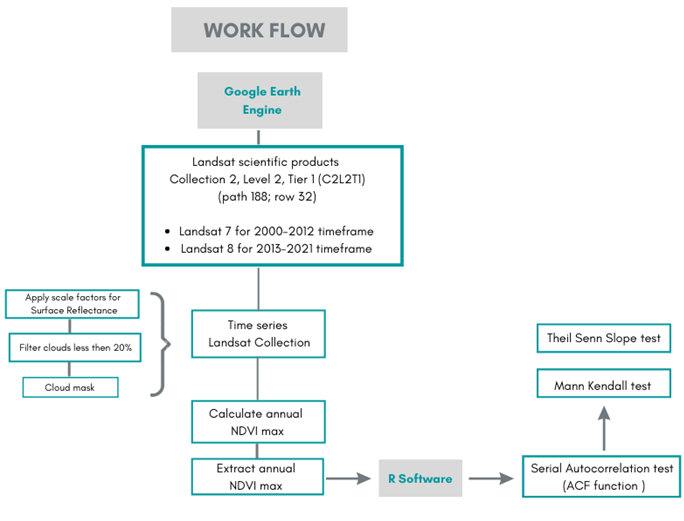 WORK FLOW
Google Earth
Engine
Landsat scientific products
Collection 2, Level 2, Tier 1 (C2L2T1)
(path 188; row 32)
• Landsat 7 for 2000-2012 timeframe
• Landsat 8 for 2013-2021 timeframe
Apply scale factors for
Surface Reflectance
Filter clouds less then 20%
Cloud mask
Time series
Landsat Collection
Calculate annual
NDVI max
Extract annual
NDVI max
R Software
Serial Autocorrelation test
(ACF function )
Mann Kendall test
Theil Senn Slope test